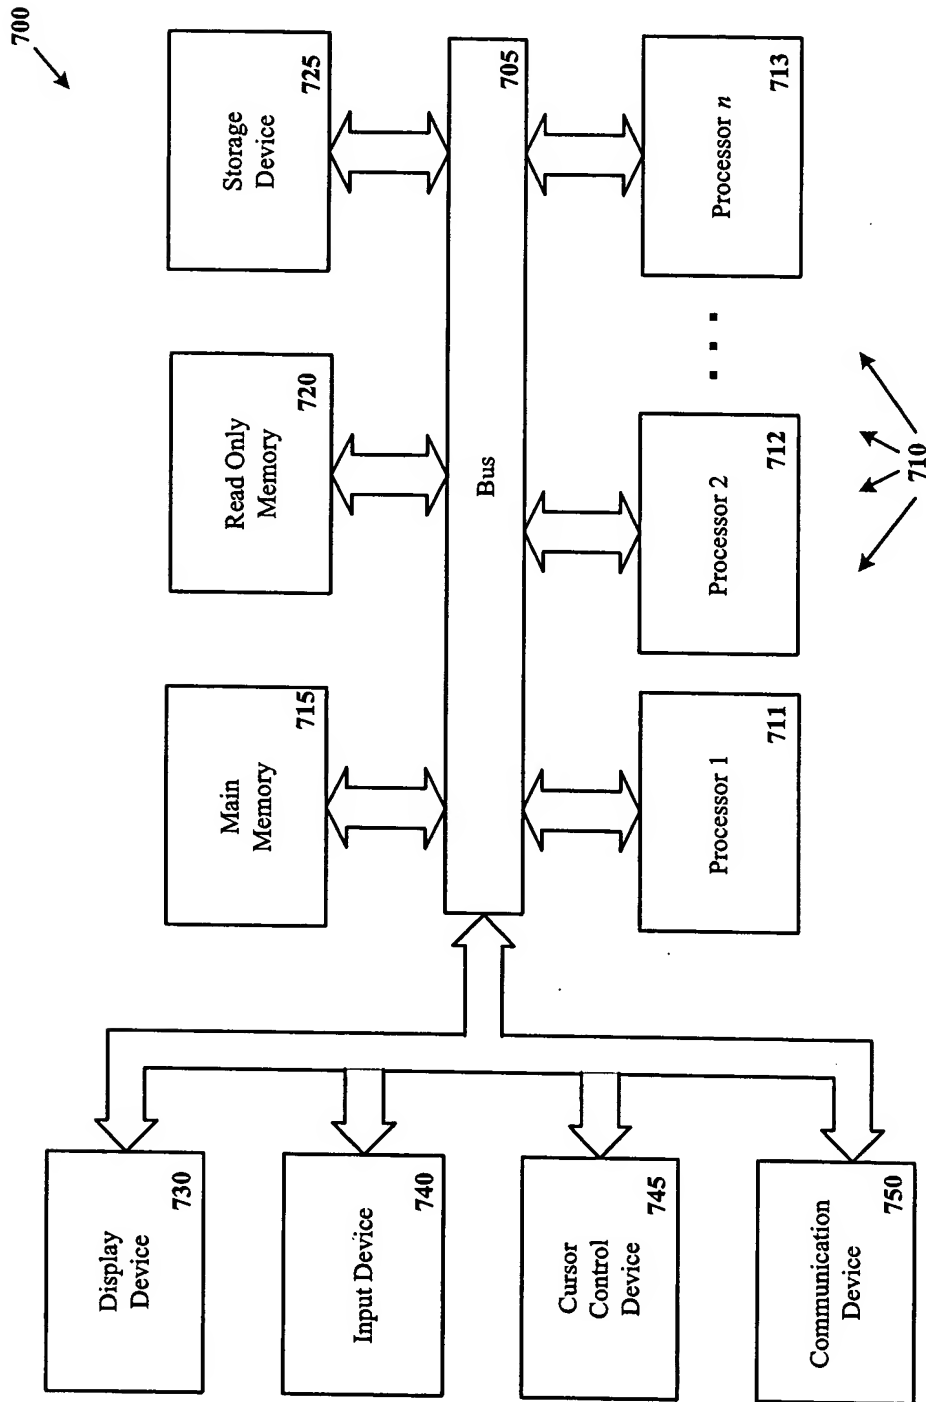 700
Storage
Device
725
Read Only
Memory
720
Main
Memory
715
Bus
705
Processor 1
711
Processor 2
712
. . .
Processor n
713
710
Display
Device
730
Input Device
740
Cursor
Control
Device
745
Communication
Device
750